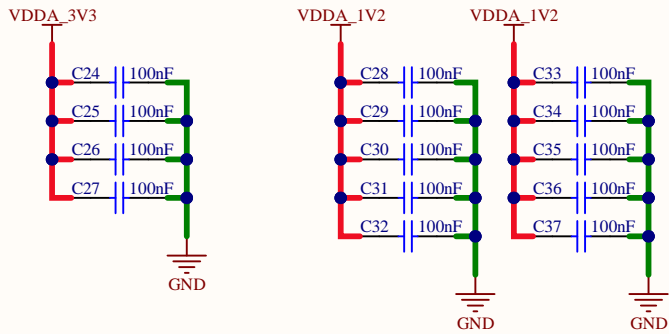 VDDA_3V3 VDDA_1V2 VDDA_1V2
C24 100nF C28 100nF C33 100nF
C25 100nF C29 100nF C34 100nF
C26 100nF C30 100nF C35 100nF
C27 100nF C31 100nF C36 100nF
C32 100nF C37 100nF
GND
GND GND